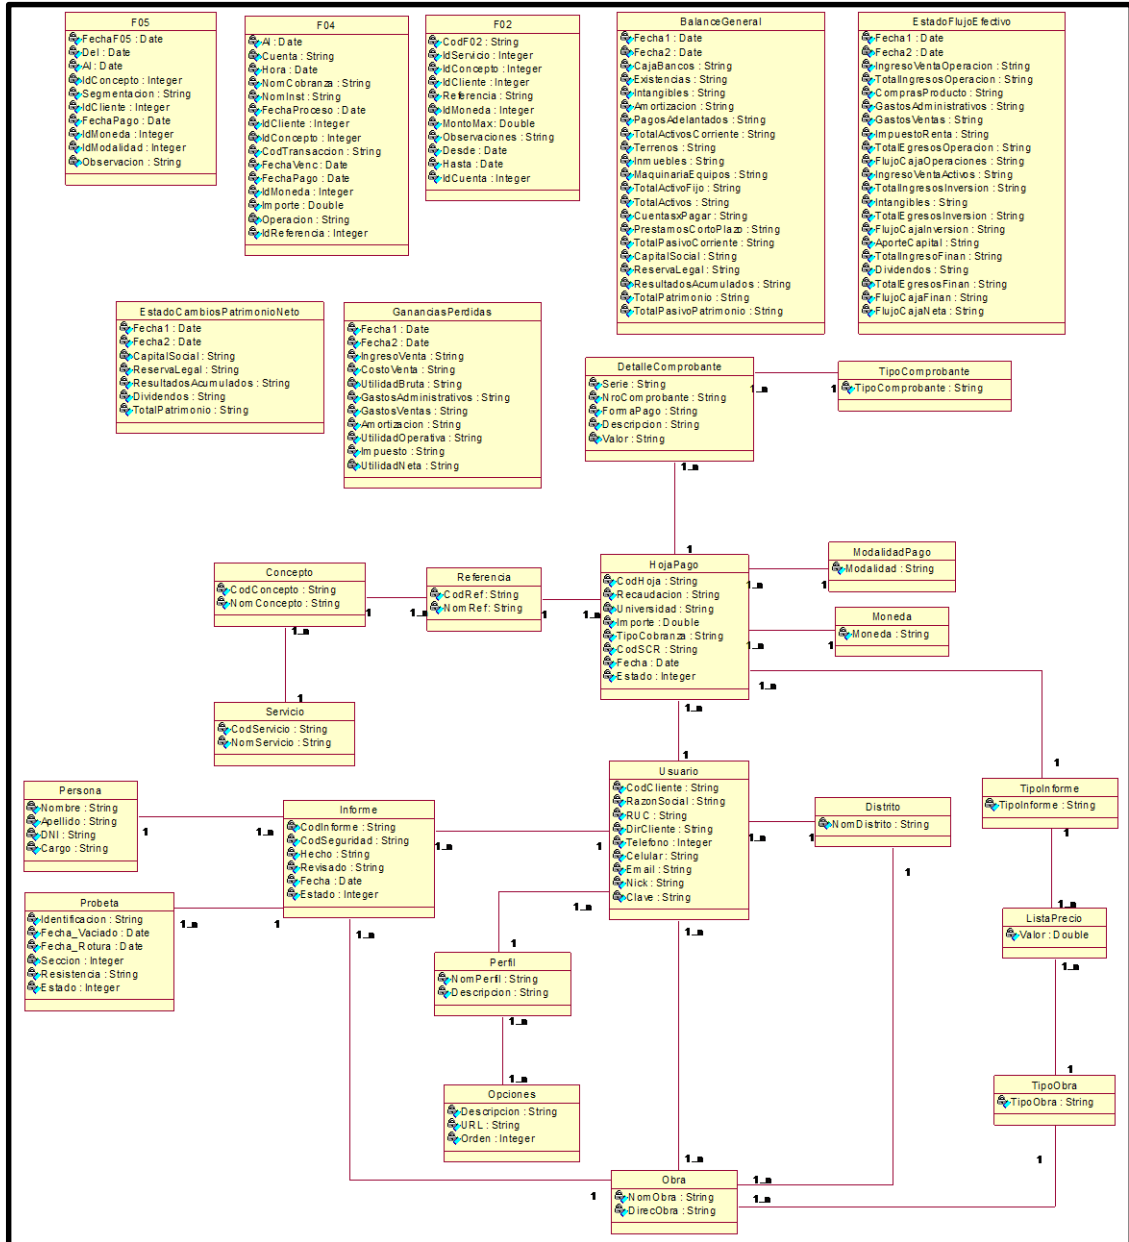 F05
FechaF05 : Date
Del : Date
Al : Date
IdConcepto : Integer
Segmentacion : String
IdCliente : Integer
FechaPago : Date
IdMoneda : Integer
IdModalidad : Integer
Observacion : String
F04
Al : Date
Cuenta : String
Hora : Date
NomCobranza : String
NomInst : String
FechaProceso : Date
IdCliente : Integer
IdConcepto : Integer
CodTransaccion : String
FechaVenc : Date
FechaPago : Date
IdMoneda : Integer
Importe : Double
Operacion : String
IdReferencia : Integer
F02
CodF02 : String
IdServicio : Integer
IdConcepto : Integer
IdCliente : Integer
Referencia : String
IdMoneda : Integer
MontoMax : Double
Observaciones : String
Desde : Date
Hasta : Date
IdCuenta : Integer
BalanceGeneral
Fecha1 : Date
Fecha2 : Date
CajaBancos : String
Existencias : String
Intangibles : String
Amortizacion : String
PagosAdelantados : String
TotalActivosCorriente : String
Terrenos : String
Inmuebles : String
MaquinariaEquipos : String
TotalActivoFijo : String
TotalActivos : String
CuentasxPagar : String
PrestamosCortoPlazo : String
TotalPasivoCorriente : String
CapitalSocial : String
ReservaLegal : String
ResultadosAcumulados : String
TotalPatrimonio : String
TotalPasivoPatrimonio : String
EstadoFlujoEfectivo
Fecha1 : Date
Fecha2 : Date
IngresoVentaOperacion : String
TotalIngresosOperacion : String
ComprasProducto : String
GastosAdministrativos : String
GastosVentas : String
ImpuestoRenta : String
TotalEgresosOperacion : String
FlujoCajaOperaciones : String
IngresoVentaActivos : String
TotalIngresosInversion : String
Intangibles : String
TotalEgresosInversion : String
FlujoCajaInversion : String
AporteCapital : String
TotalIngresoFinan : String
Dividendos : String
TotalEgresosFinan : String
FlujoCajaFinan : String
FlujoCajaNeta : String
EstadoCambiosPatrimonioNeto
Fecha1 : Date
Fecha2 : Date
CapitalSocial : String
ReservaLegal : String
ResultadosAcumulados : String
Dividendos : String
TotalPatrimonio : String
GananciasPerdidas
Fecha1 : Date
Fecha2 : Date
IngresoVenta : String
CostoVenta : String
UtilidadBruta : String
GastosAdministrativos : String
GastosVentas : String
Amortizacion : String
UtilidadOperativa : String
Impuesto : String
UtilidadNeta : String
DetalleComprobante
Serie : String
NroComprobante : String
FormaPago : String
Descripcion : String
Valor : String
1..n
1
TipoComprobante
TipoComprobante : String
1..n
1
Concepto
CodConcepto : String
NomConcepto : String
1
1..n
Referencia
CodRef : String
NomRef : String
1
1..n
HojaPago
CodHoja : String
Recaudacion : String
Universidad : String
Importe : Double
TipoCobranza : String
CodSCR : String
Fecha : Date
Estado : Integer
1..n
1
ModalidadPago
Modalidad : String
1..n
1
Moneda
Moneda : String
1..n
1
Servicio
CodServicio : String
NomServicio : String
1..n
1
1..n
1
Persona
Nombre : String
Apellido : String
DNI : String
Cargo : String
1
1..n
Informe
CodInforme : String
CodSeguridad : String
Hecho : String
Revisado : String
Fecha : Date
Estado : Integer
1..n
1
Usuario
CodCliente : String
RazonSocial : String
RUC : String
DirCliente : String
Telefono : Integer
Celular : String
Email : String
Nick : String
Clave : String
1..n
1
Distrito
NomDistrito : String
1
TipoInforme
TipoInforme : String
1
Probeta
Identificacion : String
Fecha_Vaciado : Date
Fecha_Rotura : Date
Seccion : Integer
Resistencia : String
Estado : Integer
1..n
1
1..n
1..n
1
Perfil
NomPerfil : String
Descripcion : String
1..n
1..n
1..n
ListaPrecio
Valor : Double
1..n
1
Opciones
Descripcion : String
URL : String
Orden : Integer
TipoObra
TipoObra : String
1
1..n
1
Obra
NomObra : String
DirecObra : String
1..n
1..n